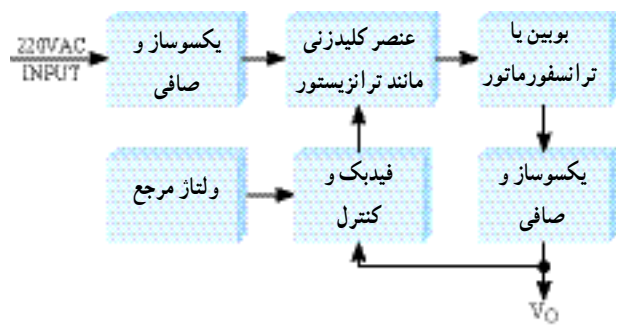 220VAC
INPUT
یکسوساز و
صافی
عنصر کلیدزنی
مانند ترانزیستور
بوبین یا
ترانسفورماتور
ولتاژ مرجع
فیدبک و
کنترل
یکسوساز و
صافی
VO